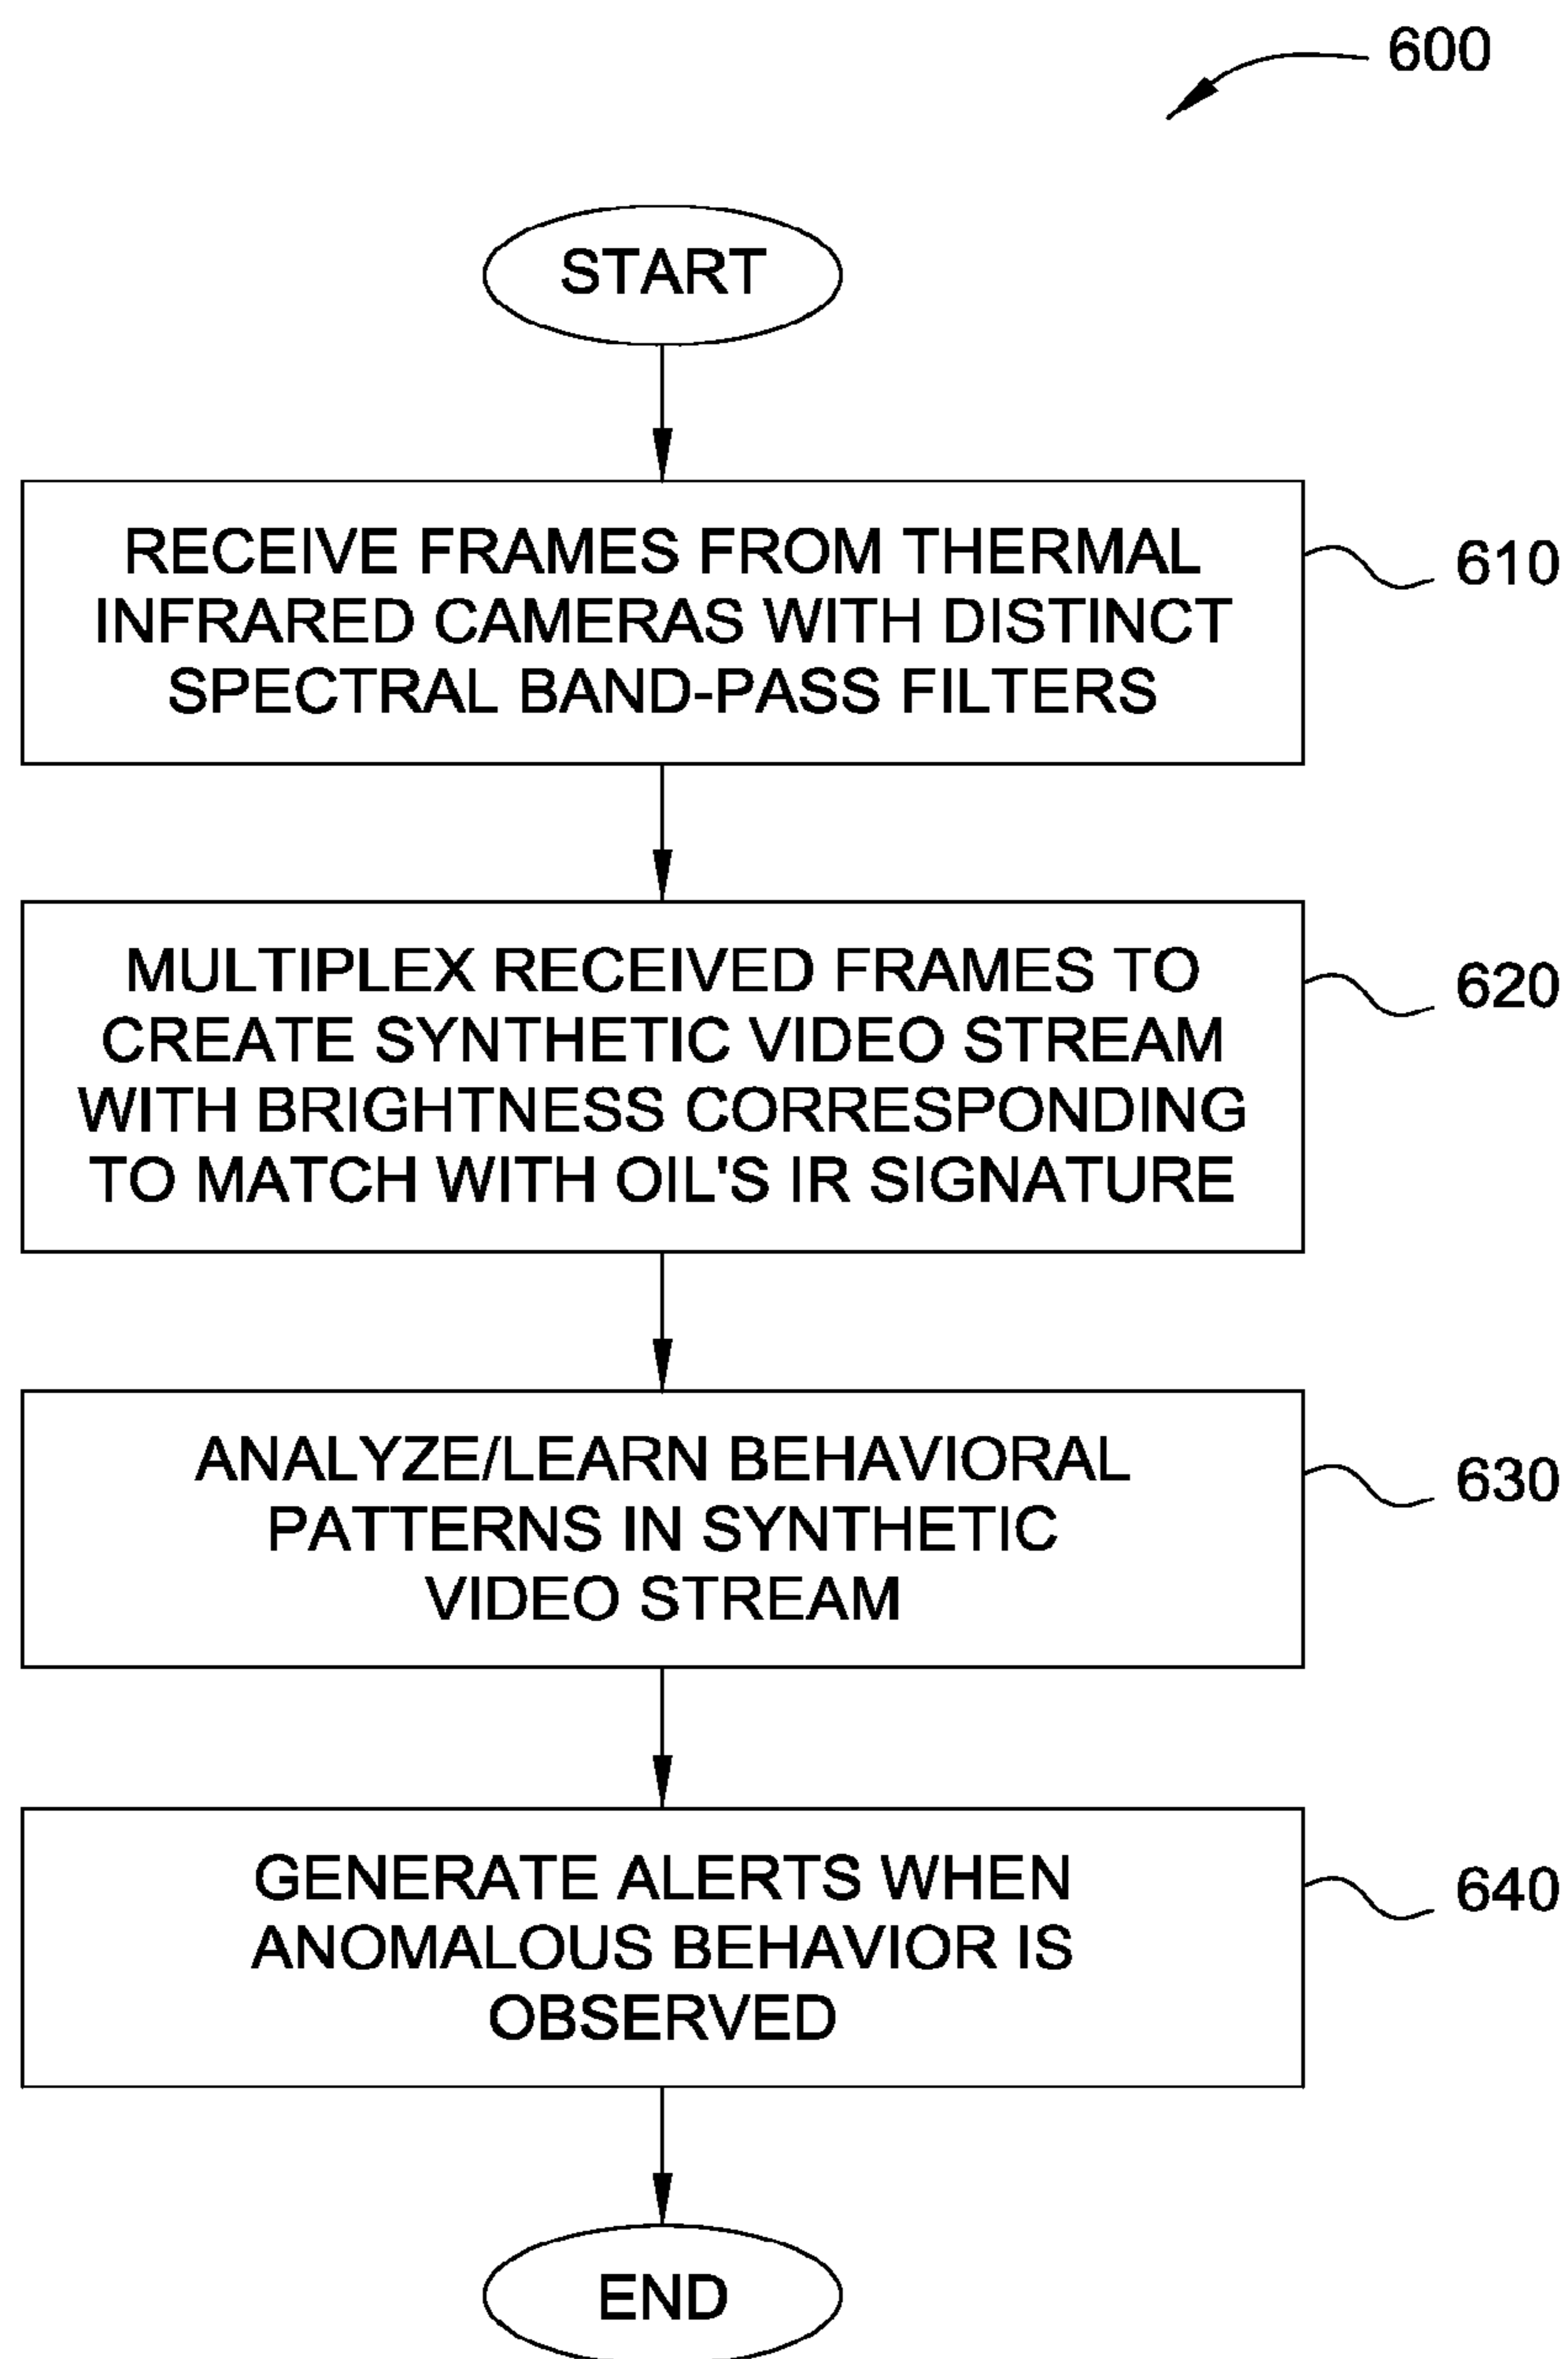 600
START
RECEIVE FRAMES FROM THERMAL
INFRARED CAMERAS WITH DISTINCT
SPECTRAL BAND-PASS FILTERS
610
MULTIPLEX RECEIVED FRAMES TO
CREATE SYNTHETIC VIDEO STREAM
WITH BRIGHTNESS CORRESPONDING
TO MATCH WITH OIL'S IR SIGNATURE
620
ANALYZE/LEARN BEHAVIORAL
PATTERNS IN SYNTHETIC
VIDEO STREAM
630
GENERATE ALERTS WHEN
ANOMALOUS BEHAVIOR IS
OBSERVED
640
END